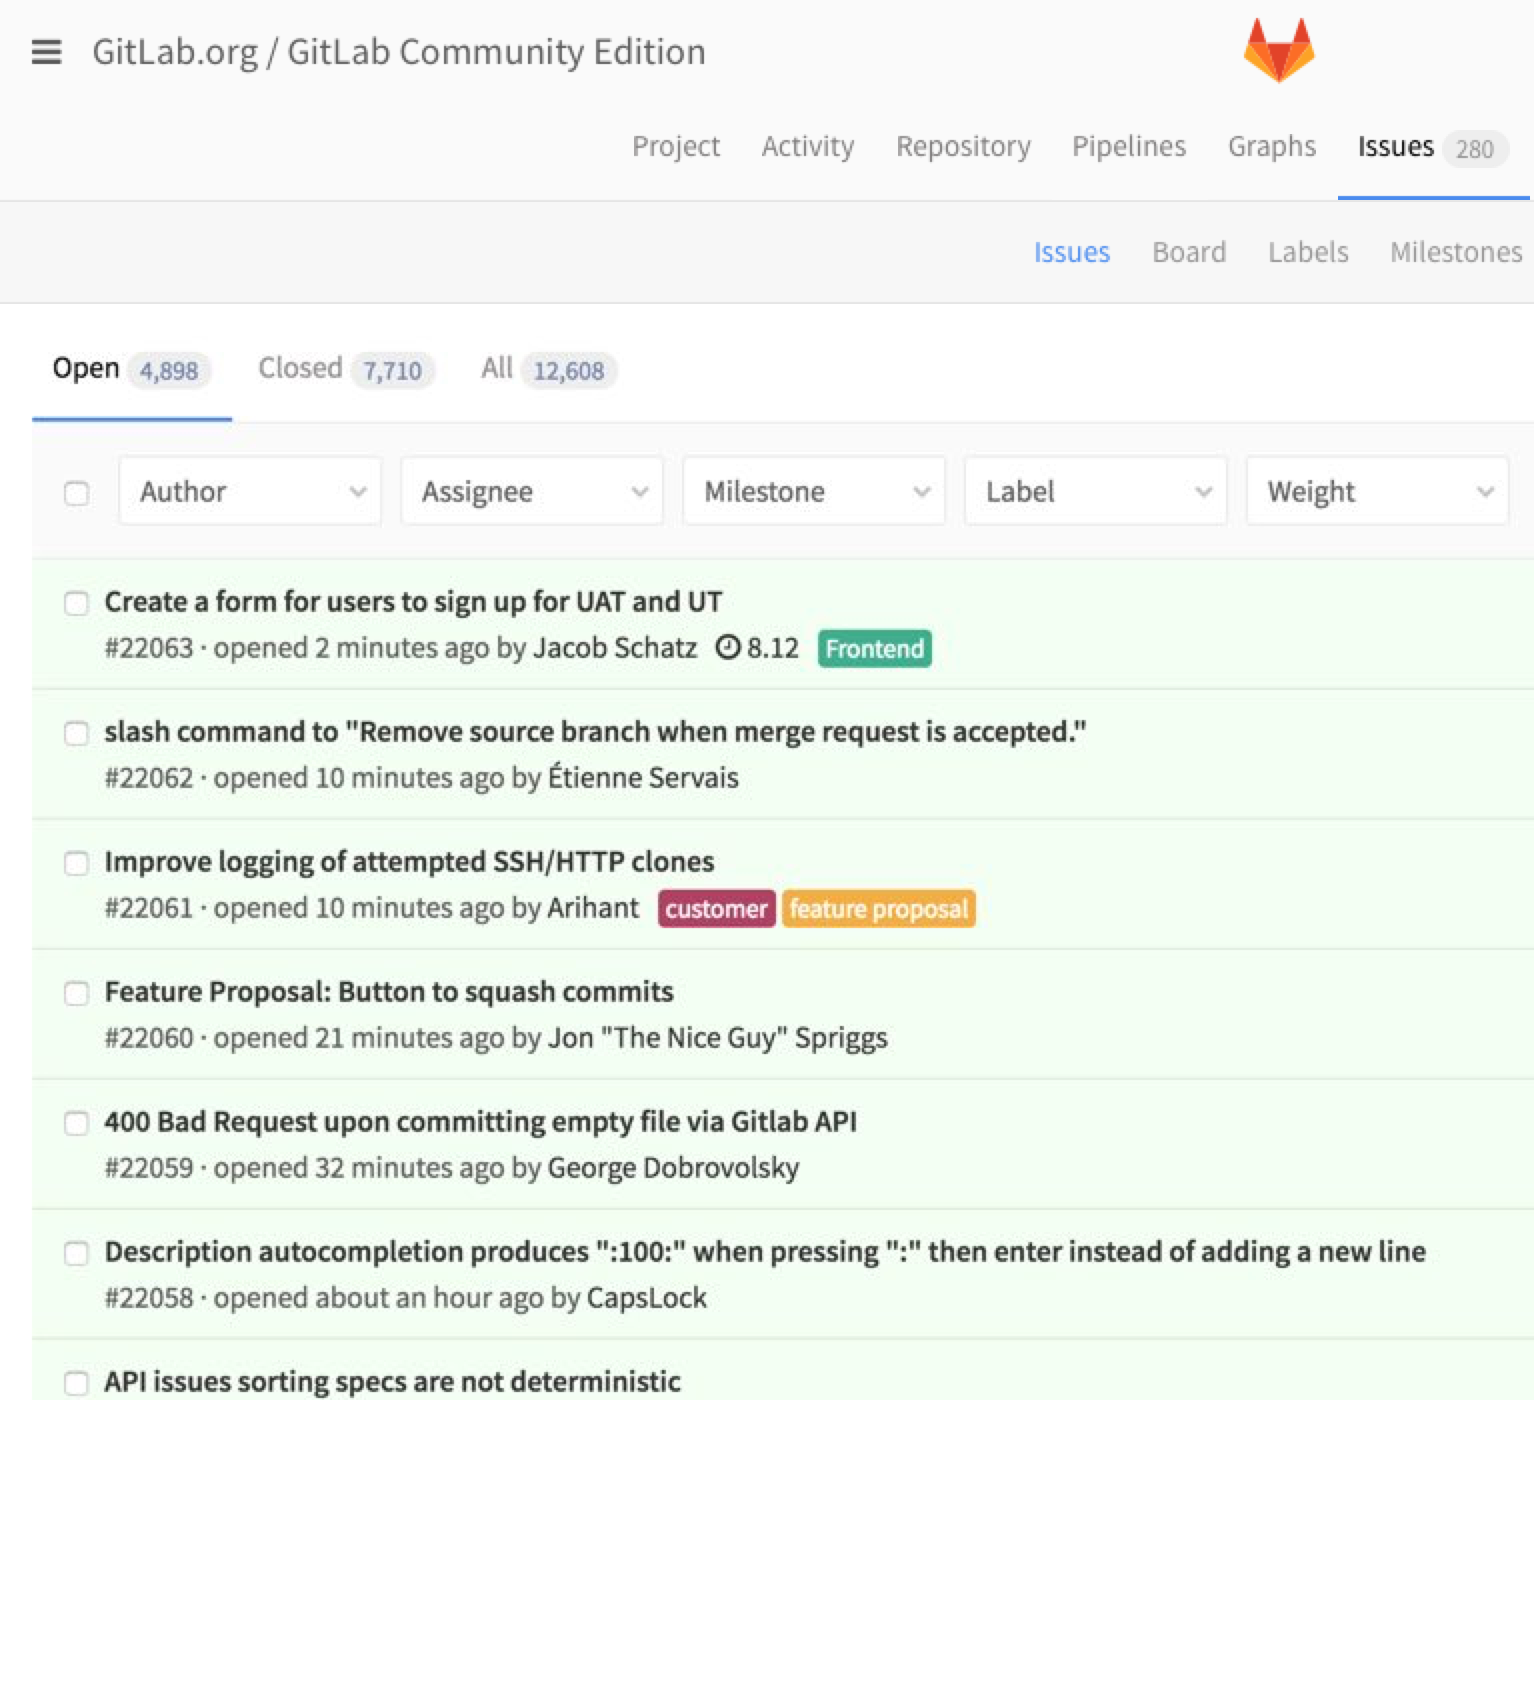 GitLab.org / GitLab Community Edition
Project Activity Repository Pipelines Graphs Issues 280
Issues Board Labels Milestones
Open 4,898 Closed 7,710 All 12,608
Author Assignee Milestone Label Weight
Create a form for users to sign up for UAT and UT
#22063 · opened 2 minutes ago by Jacob Schatz 8.12 Frontend
slash command to "Remove source branch when merge request is accepted."
#22062 · opened 10 minutes ago by Étienne Servais
Improve logging of attempted SSH/HTTP clones
#22061 · opened 10 minutes ago by Arihant customer feature proposal
Feature Proposal: Button to squash commits
#22060 · opened 21 minutes ago by Jon "The Nice Guy" Spriggs
400 Bad Request upon committing empty file via Gitlab API
#22059 · opened 32 minutes ago by George Dobrovolsky
Description autocompletion produces ":100:" when pressing ":" then enter instead of adding a new line
#22058 · opened about an hour ago by CapsLock
API issues sorting specs are not deterministic